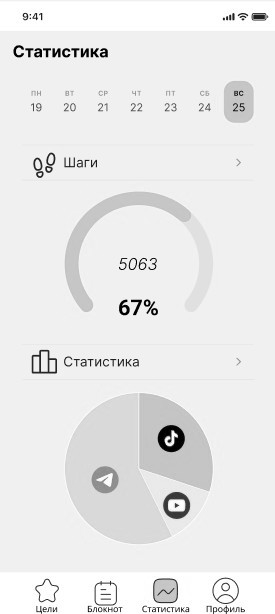 9:41
Статистика
ПН ВТ СР ЧТ ПТ СБ ВС
19 20 21 22 23 24 25
Шаги
5063
67%
Статистика
Цели Блокнот Статистика Профиль